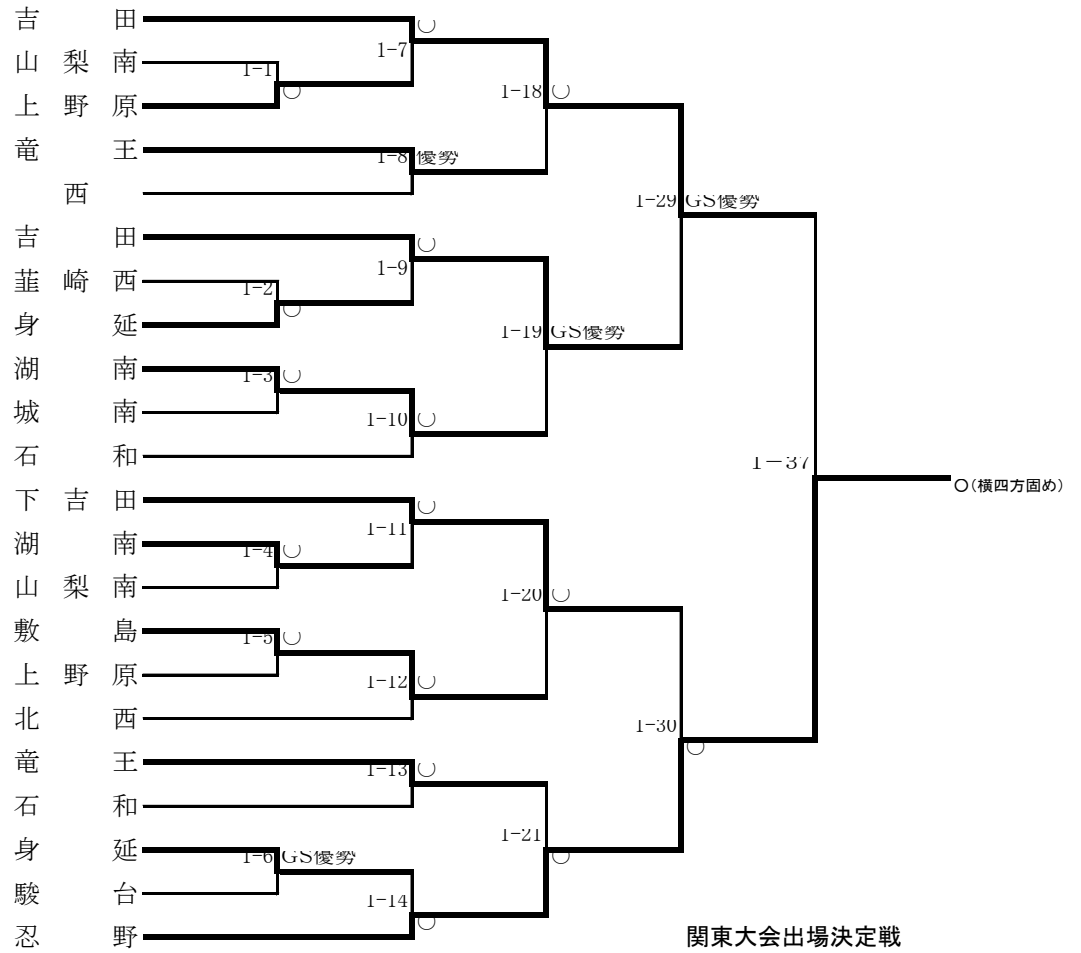 吉田
○
1-7
山梨南
1-1
○
1-18 ○
上野原
竜王
1-8 優勢
西
1-29 GS優勢
吉田
○
1-9
韮崎西
1-2
○
身延
1-19 GS優勢
湖南
1-3 ○
城南
1-10 ○
石和
1－37
○(横四方固め)
下吉田
○
1-11
湖南
1-4 ○
山梨南
1-20 ○
敷島
1-5 ○
上野原
1-12 ○
北西
1-30
○
竜王
1-13 ○
石和
1-21
○
身延
1-6 GS優勢
駿台
1-14
○
忍野
関東大会出場決定戦